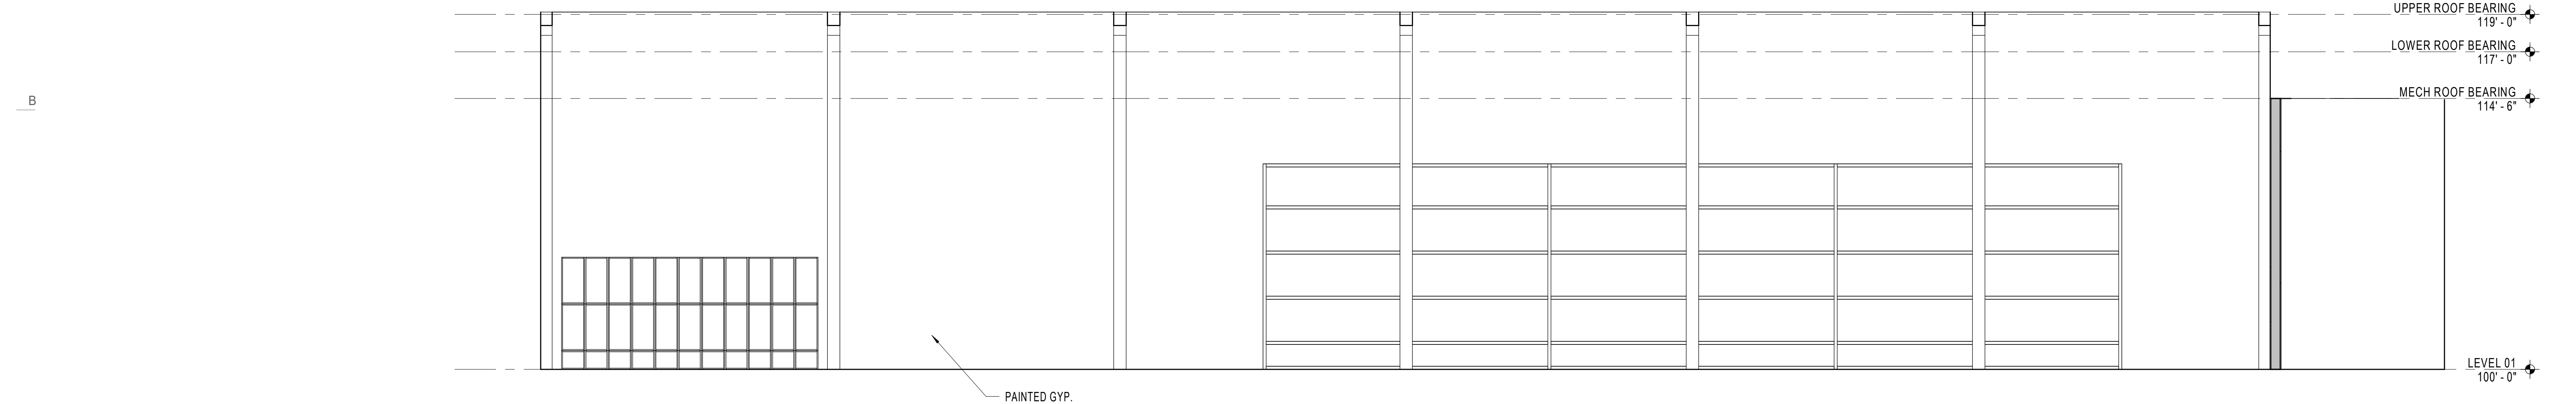 UPPER ROOF BEARING
119' - 0"
LOWER ROOF BEARING
117' - 0"
B
MECH ROOF BEARING
114' - 6"
LEVEL 01
100' - 0"
PAINTED GYP.